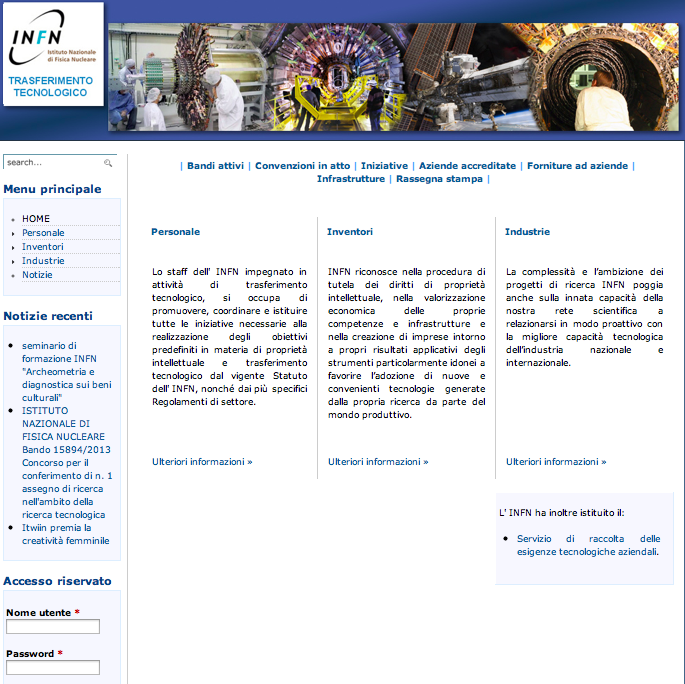 INFN
Istituto Nazionale
di Fisica Nucleare
TRASFERIMENTO
TECNOLOGICO
search...
Menu principale
HOME
Personale
Inventori
Industrie
Notizie
Notizie recenti
seminario di
formazione INFN
"Archeometria e
diagnostica sui beni
culturali"
ISTITUTO
NAZIONALE DI
FISICA NUCLEARE
Bando 15894/2013
Concorso per il
conferimento di n. 1
assegno di ricerca
nell'ambito della
ricerca tecnologica
Itwiin premia la
creatività femminile
Accesso riservato
Nome utente *
Password *
| Bandi attivi | Convenzioni in atto | Iniziative | Aziende accreditate | Forniture ad aziende |
Infrastrutture | Rassegna stampa |
Personale
Lo staff dell' INFN impegnato in
attività di trasferimento
tecnologico, si occupa di
promuovere, coordinare e istituire
tutte le iniziative necessarie alla
realizzazione degli obiettivi
predefiniti in materia di proprietà
intellettuale e trasferimento
tecnologico dal vigente Statuto
dell' INFN, nonché dai più specifici
Regolamenti di settore.
Ulteriori informazioni »
Inventori
INFN riconosce nella procedura di
tutela dei diritti di proprietà
intellettuale, nella valorizzazione
economica delle proprie
competenze e infrastrutture e
nella creazione di imprese intorno
a propri risultati applicativi degli
strumenti particolarmente idonei a
favorire l'adozione di nuove e
convenienti tecnologie generate
dalla propria ricerca da parte del
mondo produttivo.
Ulteriori informazioni »
Industrie
La complessità e l'ambizione dei
progetti di ricerca INFN poggia
anche sulla innata capacità della
nostra rete scientifica a
relazionarsi in modo proattivo con
la migliore capacità tecnologica
dell'industria nazionale e
internazionale.
Ulteriori informazioni »
L' INFN ha inoltre istituito il:
Servizio di raccolta delle
esigenze tecnologiche aziendali.